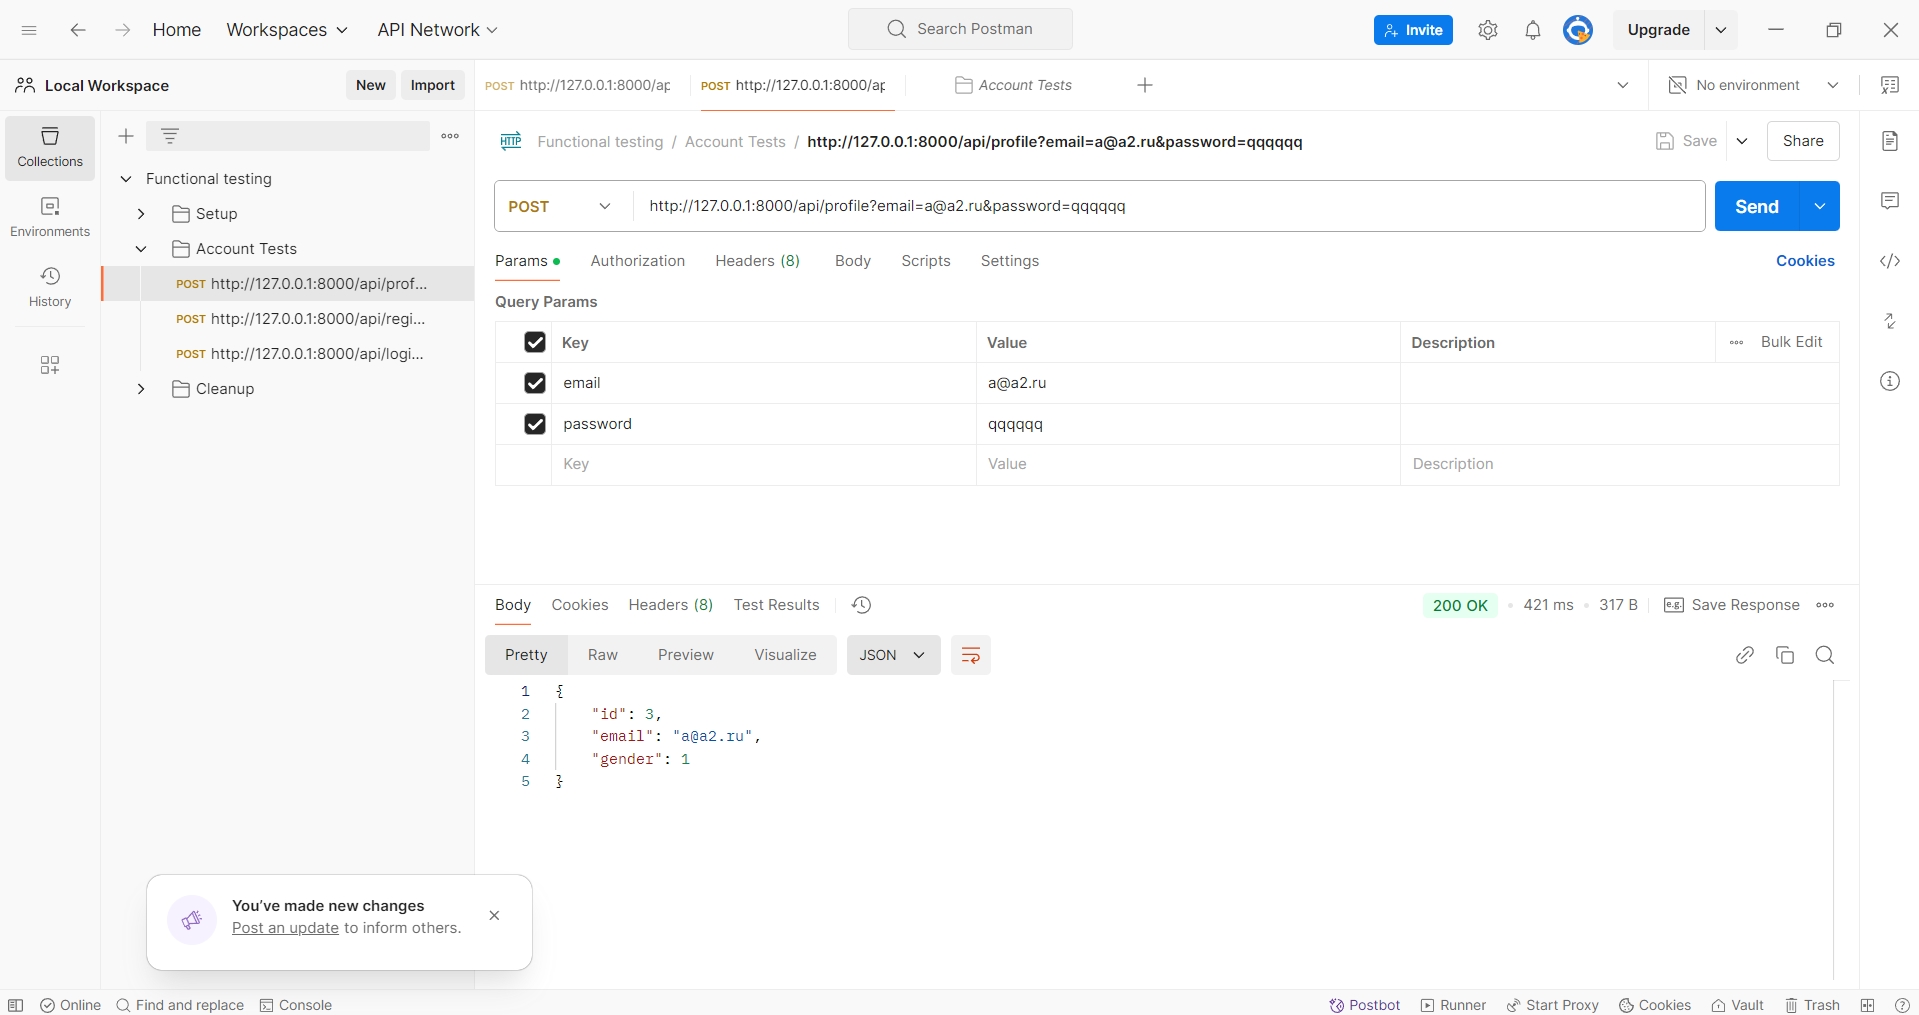 Home
Workspaces
API Network
Search Postman
Invite
Upgrade
Local Workspace
New
Import
POST http://127.0.0.1:8000/ap
POST http://127.0.0.1:8000/ap
Account Tests
No environment
Collections
Environments
History
Functional testing
Setup
Account Tests
POST http://127.0.0.1:8000/api/prof...
POST http://127.0.0.1:8000/api/regi...
POST http://127.0.0.1:8000/api/logi...
Cleanup
HTTP Functional testing / Account Tests / http://127.0.0.1:8000/api/profile?email=a@a2.ru&password=qqqqqq
Save
Share
POST http://127.0.0.1:8000/api/profile?email=a@a2.ru&password=qqqqqq
Send
Params Authorization Headers (8) Body Scripts Settings
Cookies
Query Params
Key Value Description Bulk Edit
email a@a2.ru
password qqqqqq
Key Value Description
Body Cookies Headers (8) Test Results
200 OK 421 ms 317 B e.g. Save Response
Pretty Raw Preview Visualize JSON
1 {
2 "id": 3,
3 "email": "a@a2.ru",
4 "gender": 1
5 }
You've made new changes
Post an update to inform others.
Online Find and replace Console
Postbot Runner Start Proxy Cookies Vault Trash